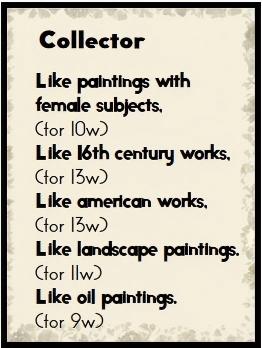 Collector
Like paintings with
female subjects.
(for 10w)
Like 16th century works.
(for 13w)
Like american works.
(for 13w)
Like landscape paintings.
(for 11w)
Like oil paintings.
(for 9w)